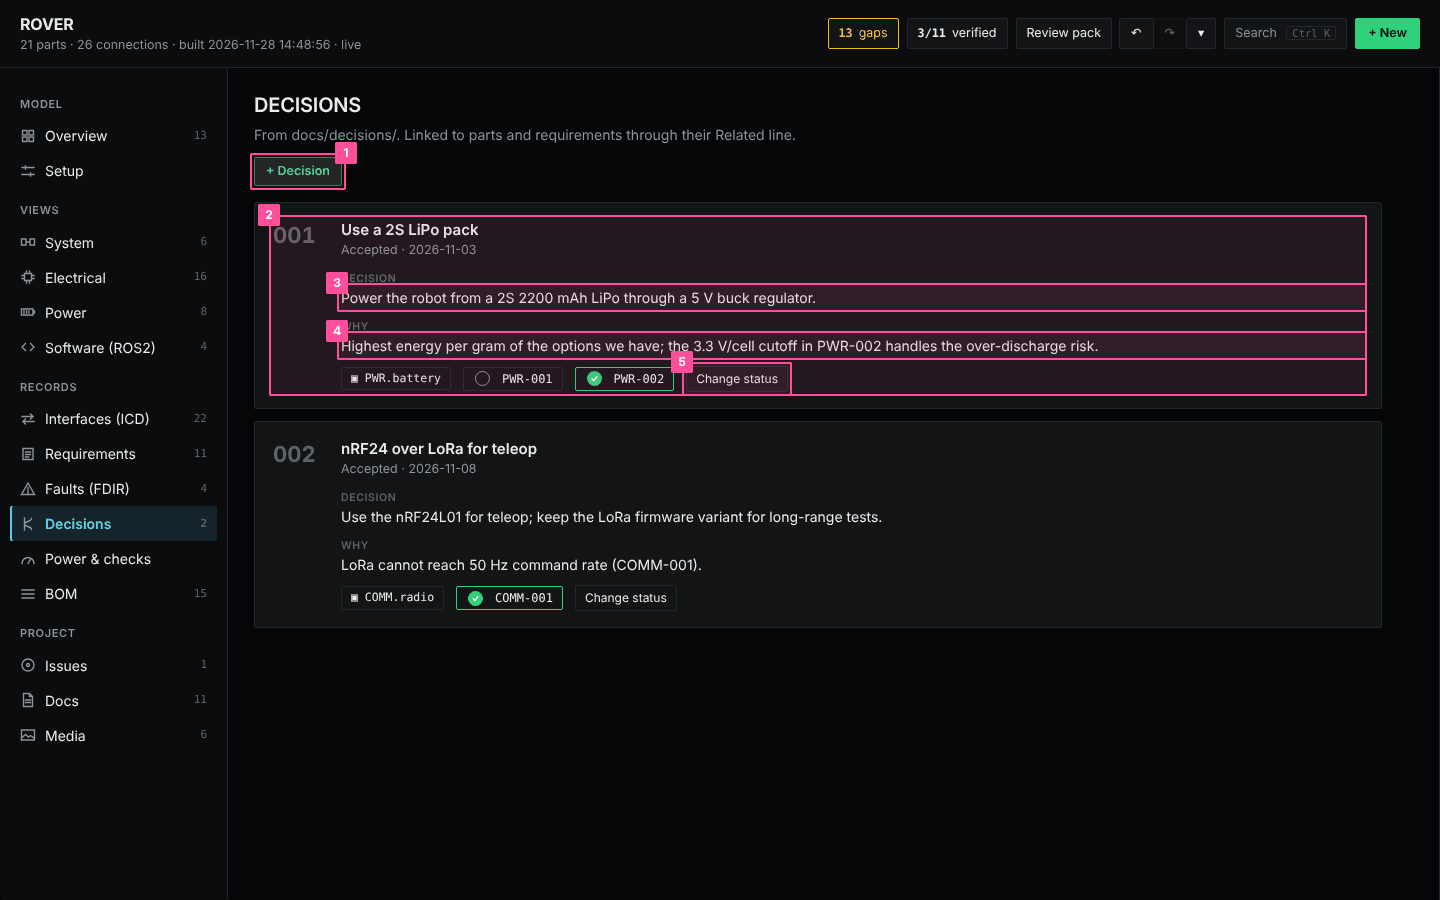 ROVER
21 parts · 26 connections · built 2026-11-28 14:48:56 · live
13 gaps
3/11 verified
Review pack
↶
↷
▾
Search Ctrl K
+ New
MODEL
Overview 13
Setup
VIEWS
System 6
Electrical 16
Power 8
Software (ROS2) 4
RECORDS
Interfaces (ICD) 22
Requirements 11
Faults (FDIR) 4
Decisions 2
Power & checks
BOM 15
PROJECT
Issues 1
Docs 11
Media 6
DECISIONS
From docs/decisions/. Linked to parts and requirements through their Related line.
1
+ Decision
2
001
Use a 2S LiPo pack
Accepted · 2026-11-03
3
ECISION
Power the robot from a 2S 2200 mAh LiPo through a 5 V buck regulator.
4
WHY
Highest energy per gram of the options we have; the 3.3 V/cell cutoff in PWR-002 handles the over-discharge risk.
5
PWR.battery
PWR-001
PWR-002
Change status
002
nRF24 over LoRa for teleop
Accepted · 2026-11-08
DECISION
Use the nRF24L01 for teleop; keep the LoRa firmware variant for long-range tests.
WHY
LoRa cannot reach 50 Hz command rate (COMM-001).
COMM.radio
COMM-001
Change status